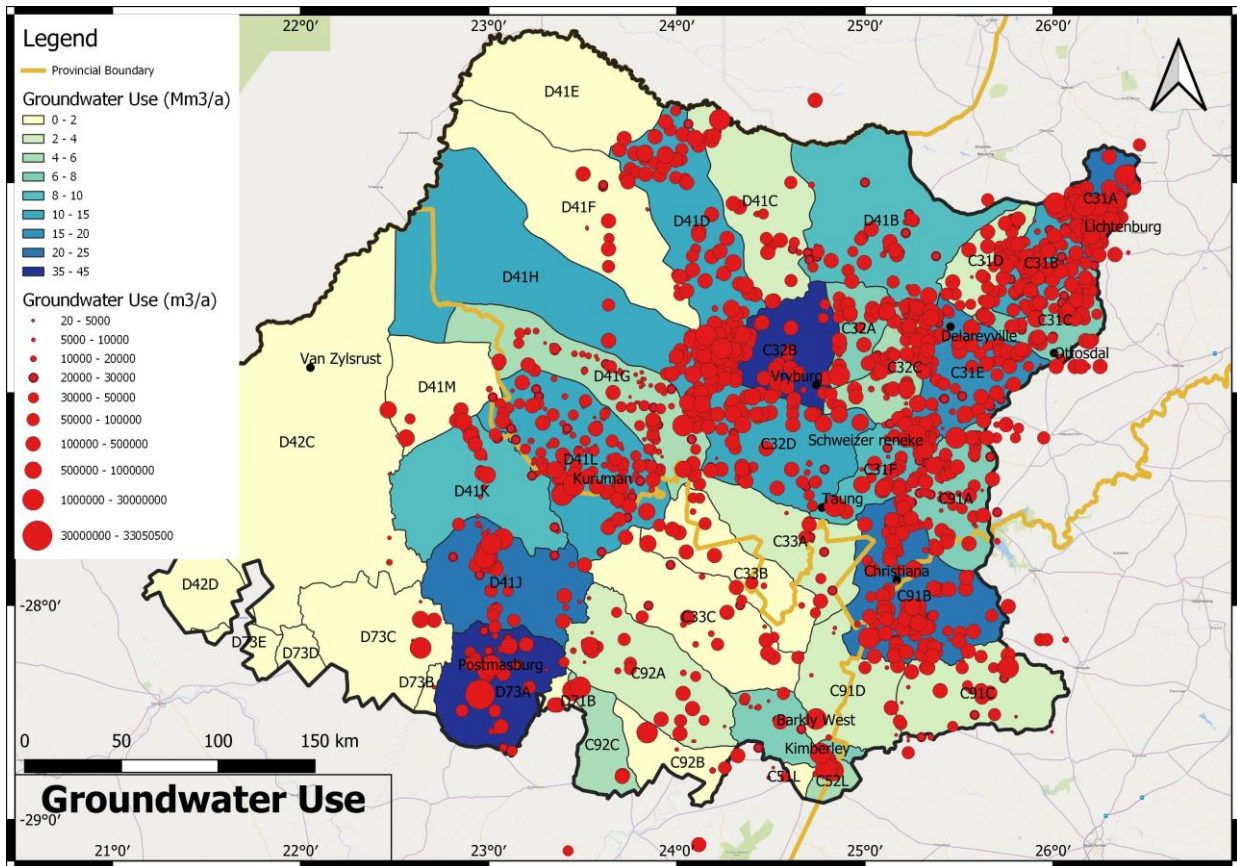 22°0′ 23°0′ 24°0′ 25°0′ 26°0′
Legend
Provincial Boundary
Groundwater Use (Mm3/a)
0 - 2
2 - 4
4 - 6
6 - 8
8 - 10
10 - 15
15 - 20
20 - 25
35 - 45
Groundwater Use (m3/a)
20 - 5000
5000 - 10000
10000 - 20000
20000 - 30000
30000 - 50000
50000 - 100000
100000 - 500000
500000 - 1000000
1000000 - 30000000
30000000 - 33050500
D41E
D41F
D41C
D41D
D41B
C31A
Lichtenburg
C31D
C31B
D41H
C31C
C32A
Delareyville
C32B
Ottosdal
Van Zylsrust
D41G
C32C
C31E
Vryburg
D41M
D42C
C32D
Schweizer reneke
D41L
C31F
Kuruman
D41K
C91A
Taung
C33A
Christiana
C33B
D42D
D41J
C91B
-28°0′
C33C
D73E
D73C
D73D
Postmasburg
C92A
D73B
D73A
C91D
C91C
D71B
Barkly West
C92C
Kimberley
C92B
C51L
C52L
0 50 100 150 km
Groundwater Use
-29°0′
21°0′ 22°0′ 23°0′ 24°0′ 25°0′ 26°0′